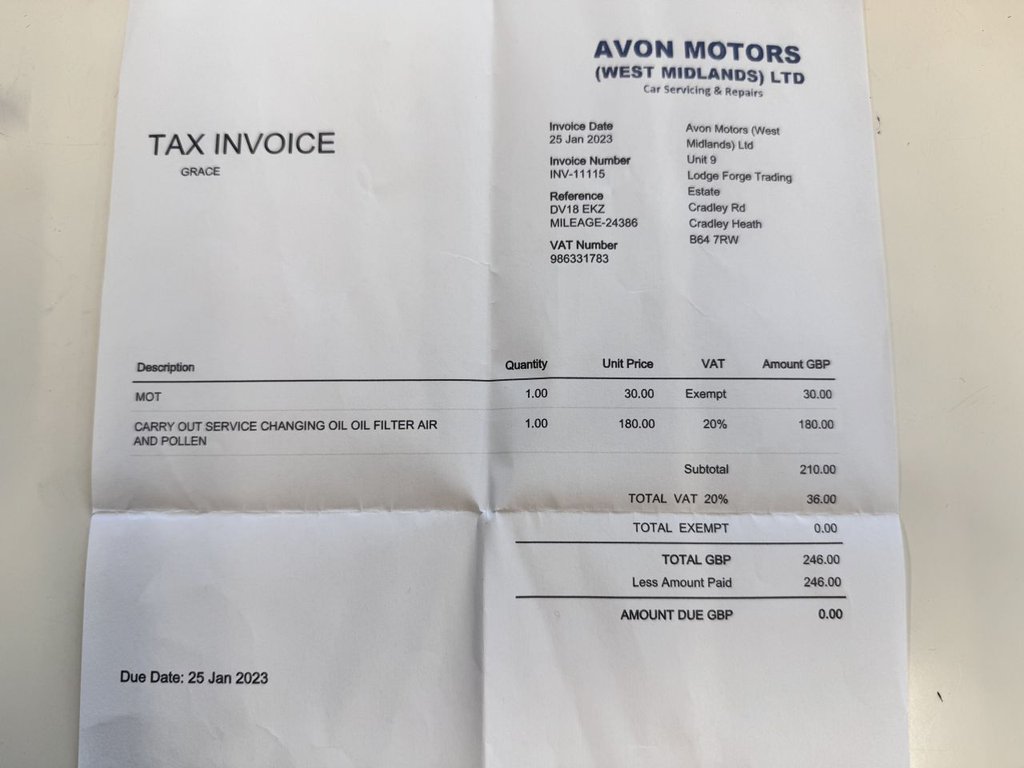 AVON MOTORS
(WEST MIDLANDS) LTD
Car Servicing & Repairs
TAX INVOICE
GRACE
Invoice Date
25 Jan 2023
Invoice Number
INV-11115
Reference
DV18 EKZ
MILEAGE-24386
VAT Number
986331783
Avon Motors (West
Midlands) Ltd
Unit 9
Lodge Forge Trading
Estate
Cradley Rd
Cradley Heath
B64 7RW
Description Quantity Unit Price VAT Amount GBP
MOT 1.00 30.00 Exempt 30.00
CARRY OUT SERVICE CHANGING OIL OIL FILTER AIR 1.00 180.00 20% 180.00
AND POLLEN
Subtotal 210.00
TOTAL VAT 20% 36.00
TOTAL EXEMPT 0.00
TOTAL GBP 246.00
Less Amount Paid 246.00
AMOUNT DUE GBP 0.00
Due Date: 25 Jan 2023